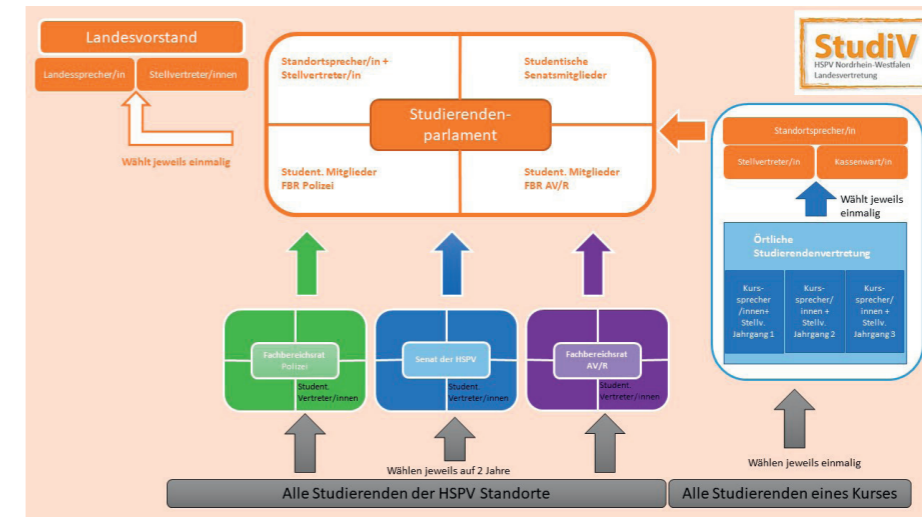 Landesvorstand
Landessprecher/in
Stellvertreter/innen
Wählt jeweils einmalig
Standortsprecher/in +
Stellvertreter/in
Studentische
Senatsmitglieder
Studierenden-
parlament
Student. Mitglieder
FBR Polizei
Student. Mitglieder
FBR AV/R
StudiV
HSPV Nordrhein-Westfalen
Landesvertretung
Standortsprecher/in
Stellvertreter/in
Kassenwart/in
Wählt jeweils
einmalig
Örtliche
Studierendenvertretung
Kurs-
sprecher
/innen+
Stellv.
Jahrgang 1
Kurs-
sprecher/
innen +
Stellv.
Jahrgang 2
Kurs-
sprecher/
innen +
Stellv.
Jahrgang 3
Fachbereichsrat
Polizei
Student.
Vertreter/innen
Senat der HSPV
Student.
Vertreter/innen
Fachbereichsrat
AV/R
Student.
Vertreter/innen
Wählen jeweils auf 2 Jahre
Wählen jeweils einmalig
Alle Studierenden der HSPV Standorte
Alle Studierenden eines Kurses